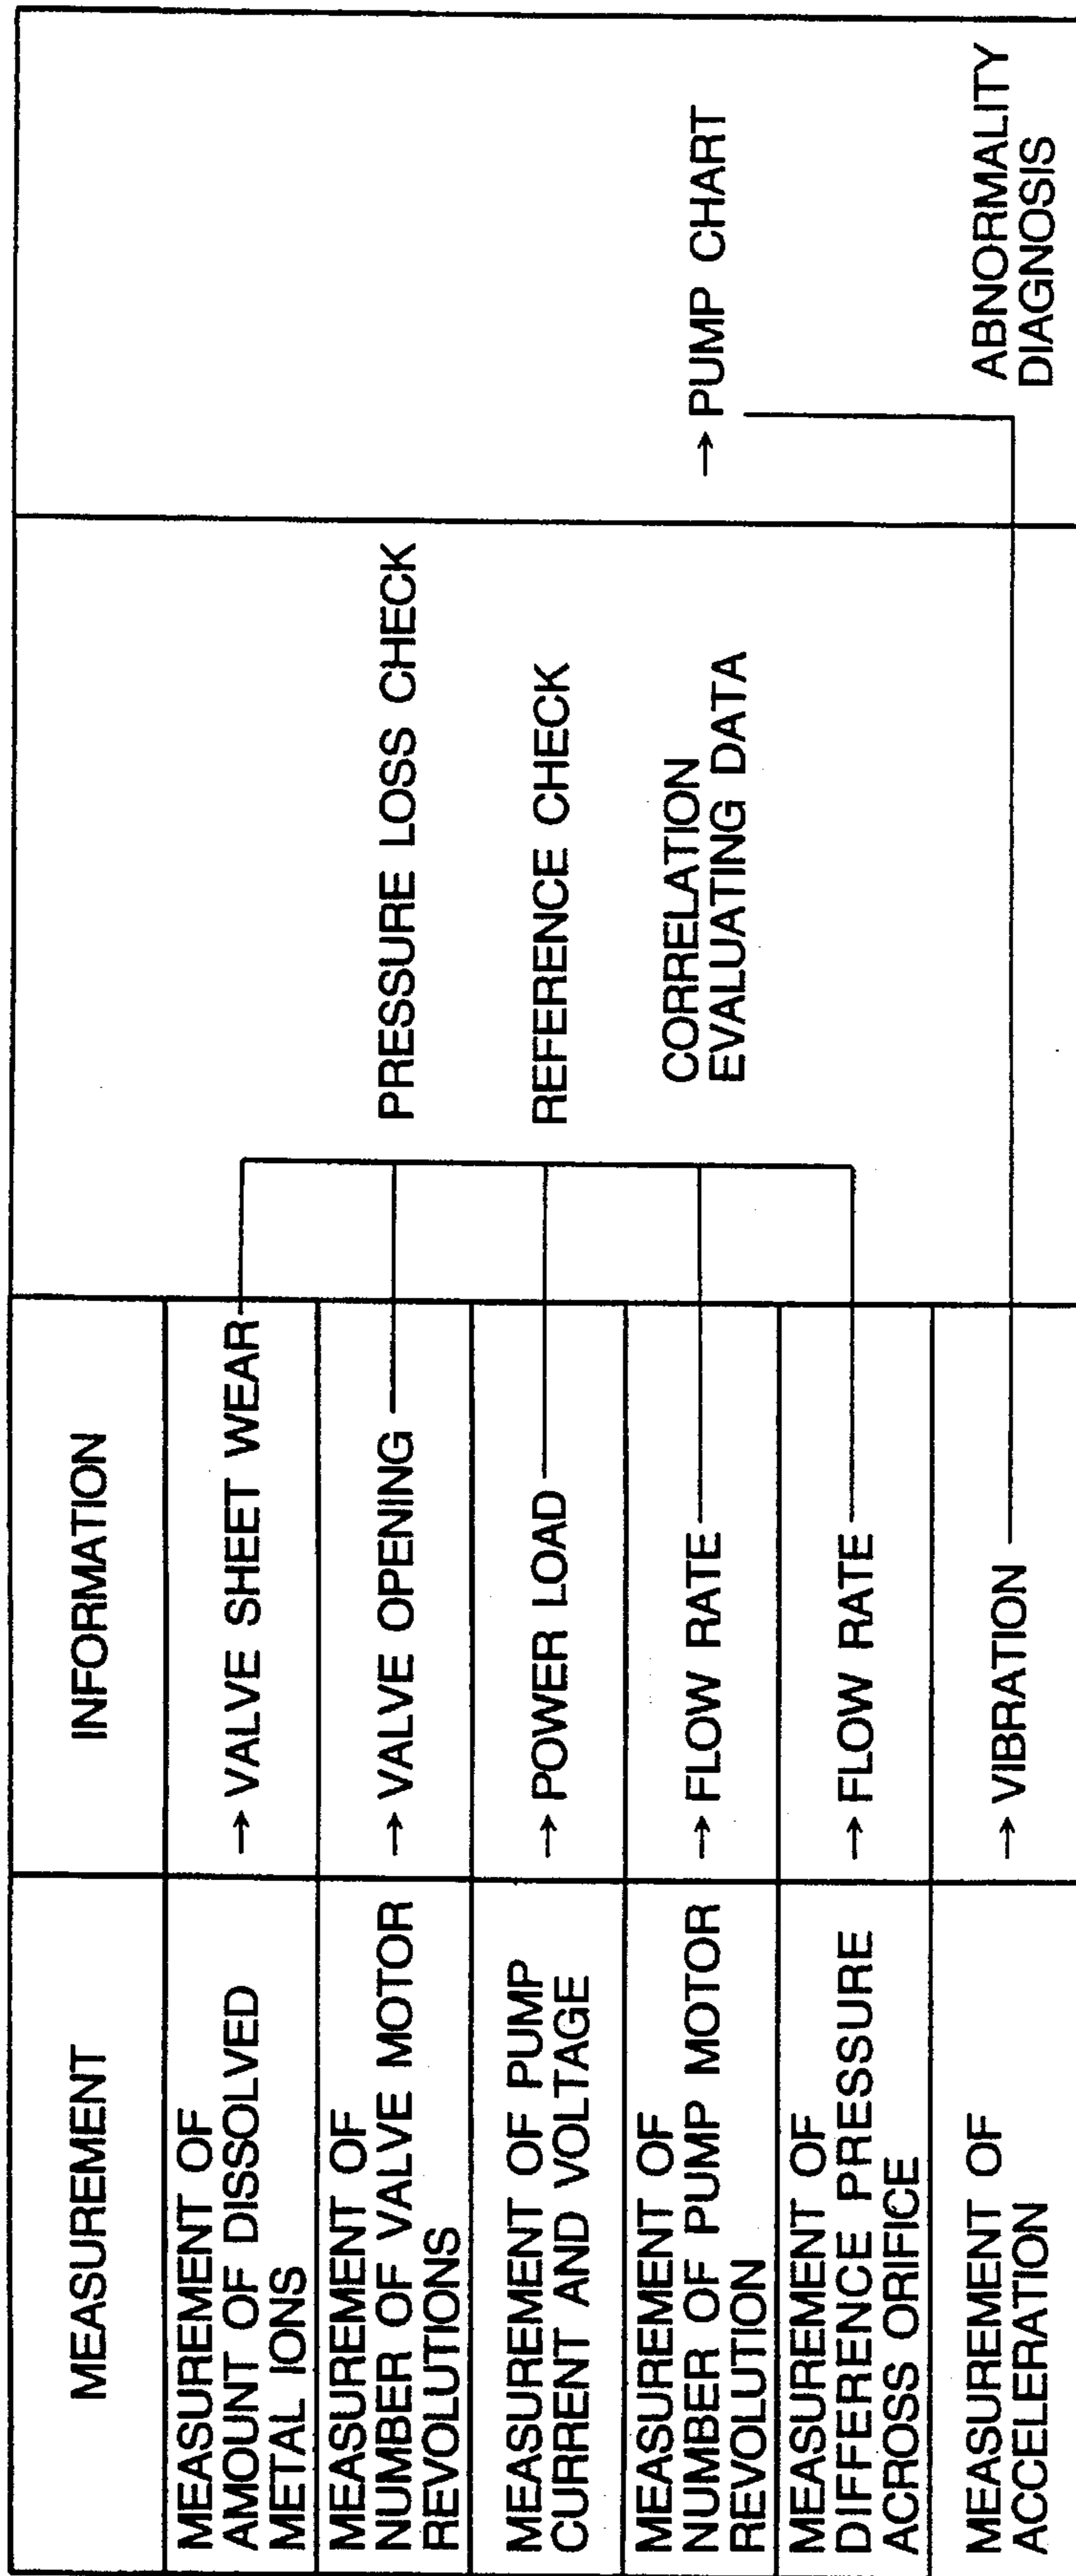 MEASUREMENT
INFORMATION
MEASUREMENT OF
AMOUNT OF DISSOLVED
METAL IONS
→ VALVE SHEET WEAR
MEASUREMENT OF
NUMBER OF VALVE MOTOR
REVOLUTIONS
→ VALVE OPENING
PRESSURE LOSS CHECK
MEASUREMENT OF PUMP
CURRENT AND VOLTAGE
→ POWER LOAD
REFERENCE CHECK
MEASUREMENT OF
NUMBER OF PUMP MOTOR
REVOLUTION
→ FLOW RATE
CORRELATION
EVALUATING DATA
→ PUMP CHART
MEASUREMENT OF
DIFFERENCE PRESSURE
ACROSS ORIFICE
→ FLOW RATE
MEASUREMENT OF
ACCELERATION
→ VIBRATION
ABNORMALITY
DIAGNOSIS